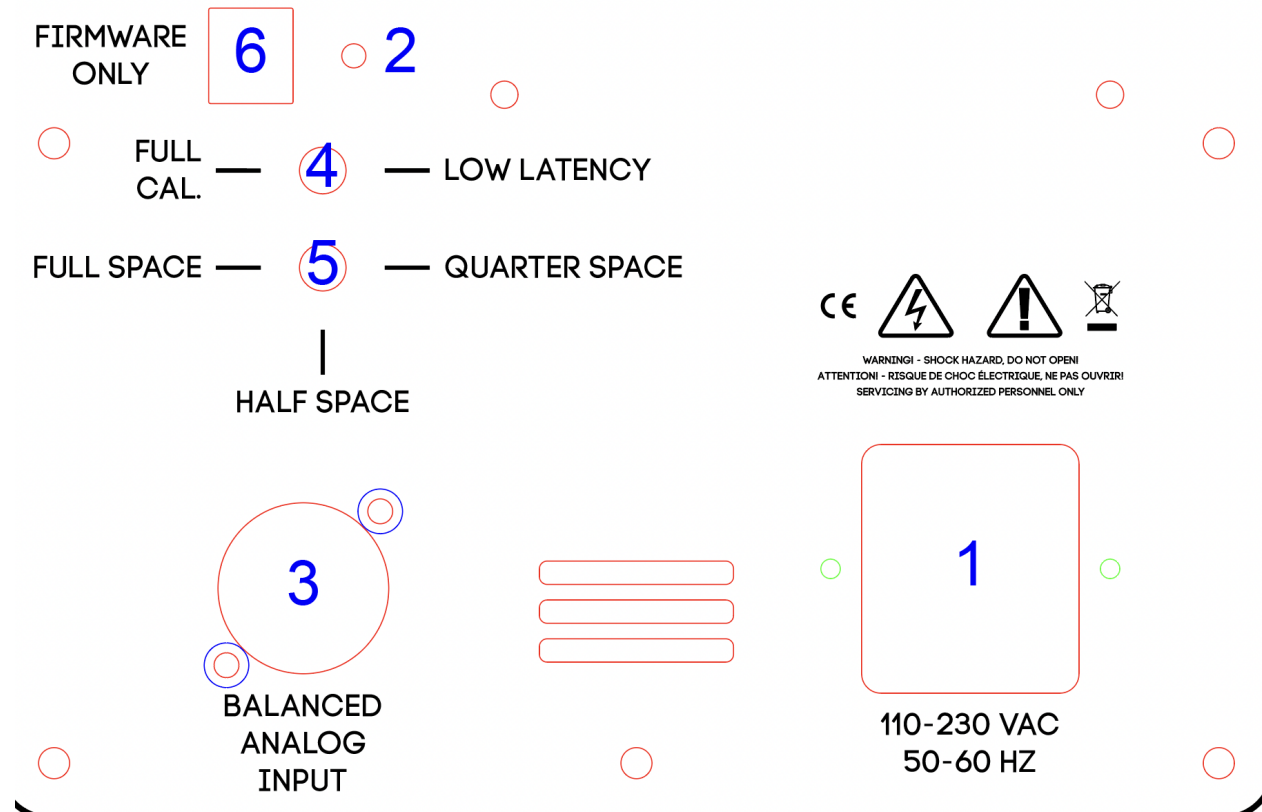 FIRMWARE
ONLY
6
2
FULL
CAL.
4
LOW LATENCY
FULL SPACE
5
QUARTER SPACE
HALF SPACE
CE
WARNING! - SHOCK HAZARD, DO NOT OPEN!
ATTENTION! - RISQUE DE CHOC ÉLECTRIQUE, NE PAS OUVRIR!
SERVICING BY AUTHORIZED PERSONNEL ONLY
3
BALANCED
ANALOG
INPUT
1
110-230 VAC
50-60 HZ